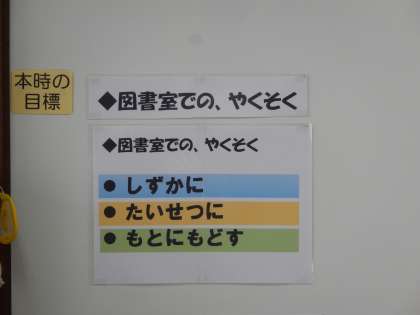 本時の
目標
◆図書室での、やくそく
◆図書室での、やくそく
● しずかに
● たいせつに
● もとにもどす